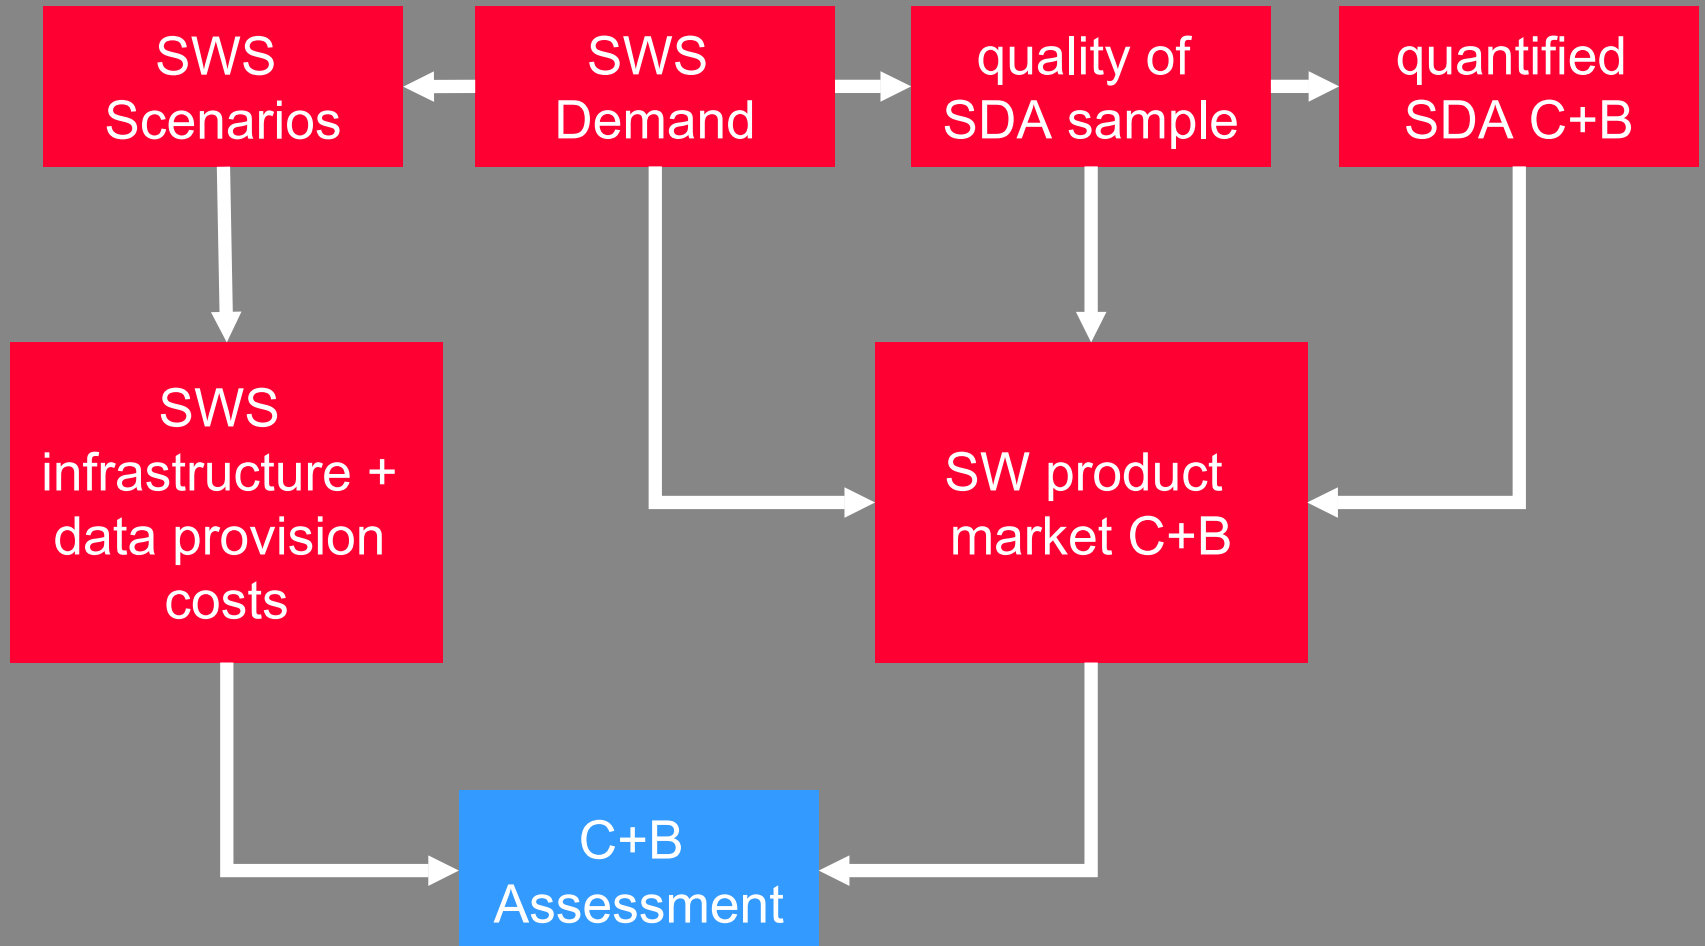 SWS
Scenarios
SWS
Demand
quality of
SDA sample
quantified
SDA C+B
SWS
infrastructure +
data provision
costs
SW product
market C+B
C+B
Assessment